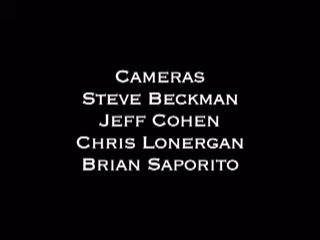 Cameras
Steve Beckman
Jeff Cohen
Chris Lonergan
Brian Saporito